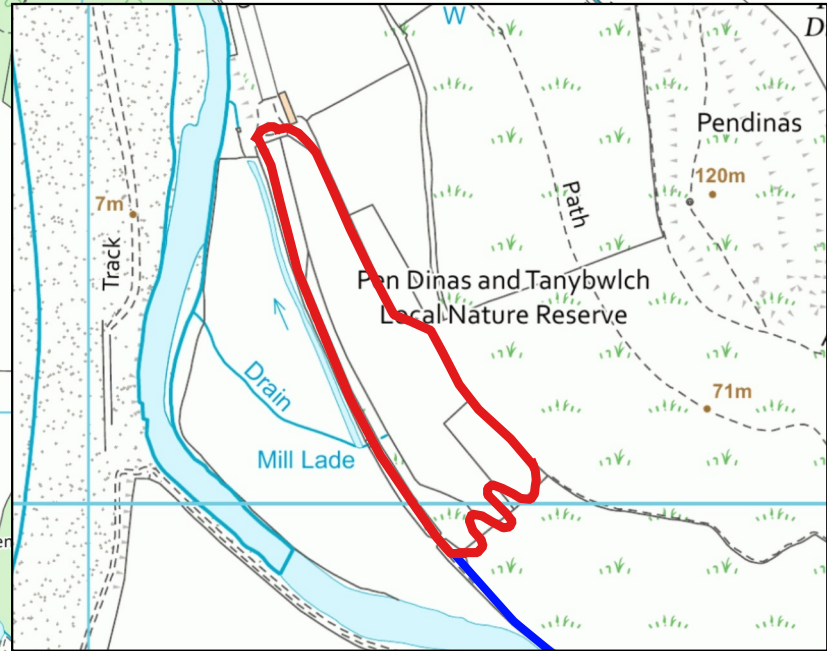 W
D
Pendinas
120m
7m
Path
Track
Pen Dinas and Tanybwlch
Local Nature Reserve
71m
Drain
Mill Lade